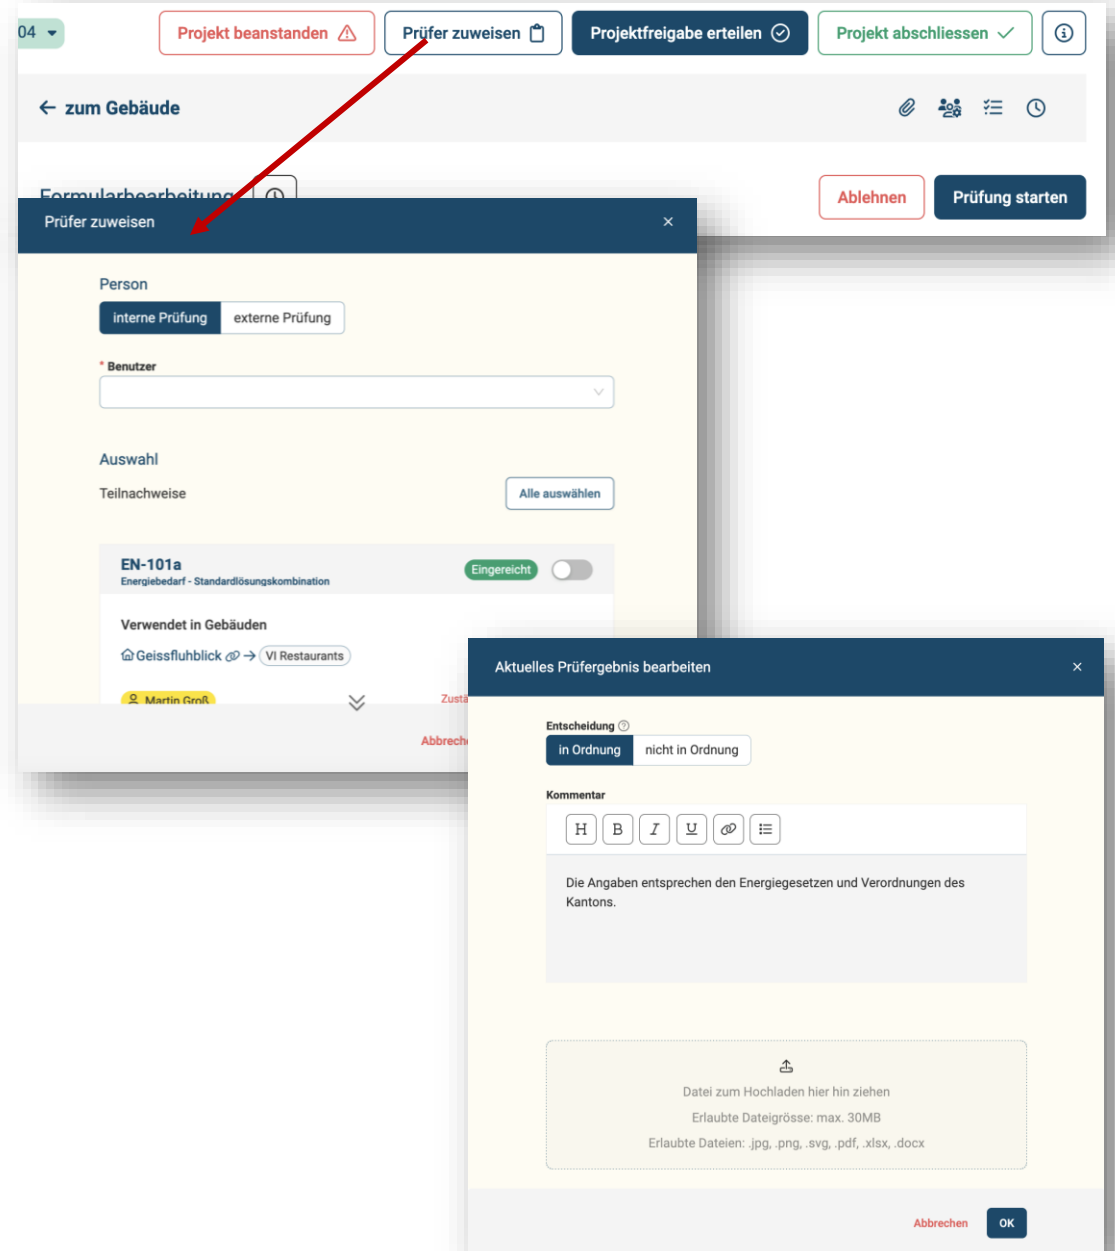 04
Projekt beanstanden
Prüfer zuweisen
Projektfreigabe erteilen
Projekt abschliessen
zum Gebäude
Formularbearbeitung
Ablehnen
Prüfung starten
Prüfer zuweisen
Person
interne Prüfung
externe Prüfung
* Benutzer
Auswahl
Teilnachweise
Alle auswählen
EN-101a
Eingereicht
Energiebedarf - Standardlösungskombination
Verwendet in Gebäuden
Geissfluhblick
VI Restaurants
Martin Groß
Aktuelles Prüfergebnis bearbeiten
Entscheidung
in Ordnung
nicht in Ordnung
Kommentar
H B I U
Die Angaben entsprechen den Energiegesetzen und Verordnungen des
Kantons.
Datei zum Hochladen hier hin ziehen
Erlaubte Dateigrösse: max. 30MB
Erlaubte Dateien: .jpg, .png, .svg, .pdf, .xlsx, .docx
Abbrechen
OK